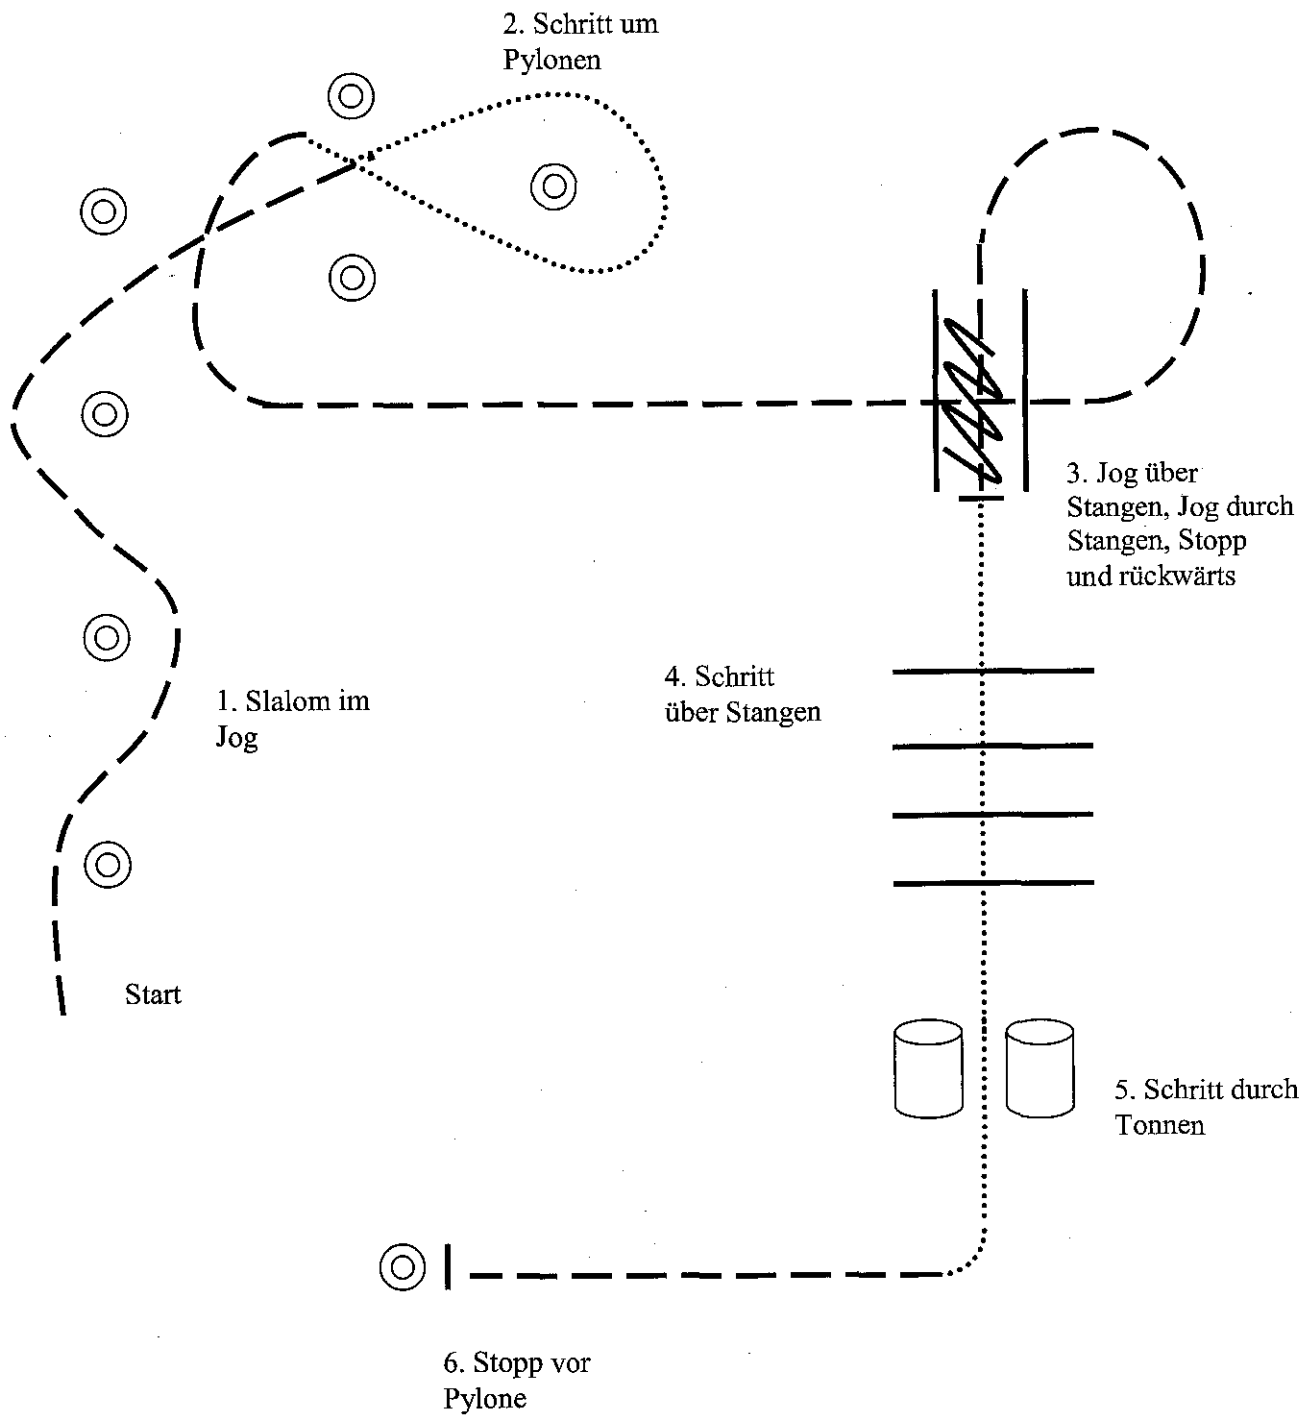 2. Schritt um
Pylonen
3. Jog über
Stangen, Jog durch
Stangen, Stopp
und rückwärts
4. Schritt
über Stangen
1. Slalom im
Jog
Start
5. Schritt durch
Tonnen
6. Stopp vor
Pylone